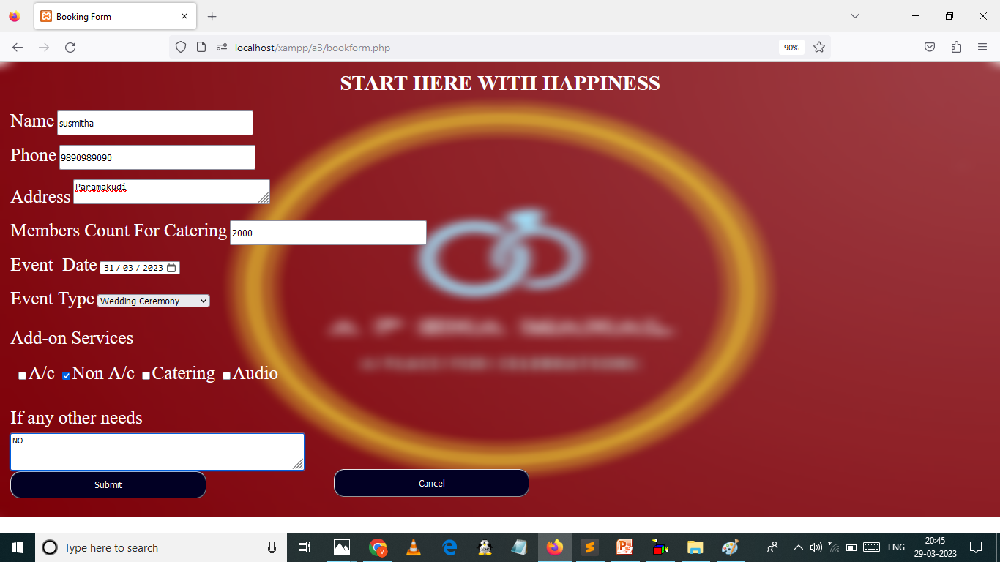 Booking Form
localhost/xampp/a3/bookform.php
90%
START HERE WITH HAPPINESS
Name susmitha
Phone 9890989090
Address Paramakudi
Members Count For Catering 2000
Event_Date 31 / 03 / 2023
Event Type Wedding Ceremony
Add-on Services
A/c Non A/c Catering Audio
If any other needs
NO
Submit Cancel
Type here to search
V
ENG
20:45
29-03-2023